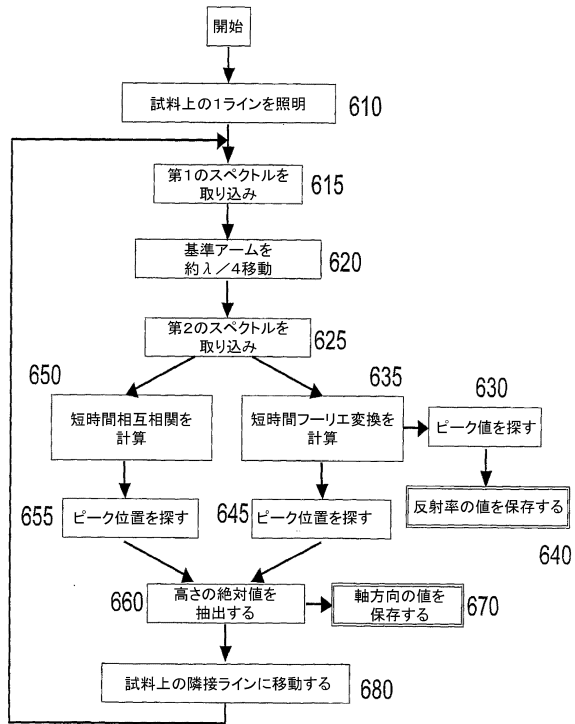 開始
試料上の1ラインを照明
610
第1のスペクトルを
取り込み
615
基準アームを
約λ/4移動
620
第2のスペクトルを
取り込み
625
650
短時間相互相関を
計算
635
短時間フーリエ変換を
計算
630
ピーク値を探す
655
ピーク位置を探す
645
ピーク位置を探す
反射率の値を保存する
640
660
高さの絶対値を
抽出する
軸方向の値を
保存する
670
試料上の隣接ラインに移動する
680